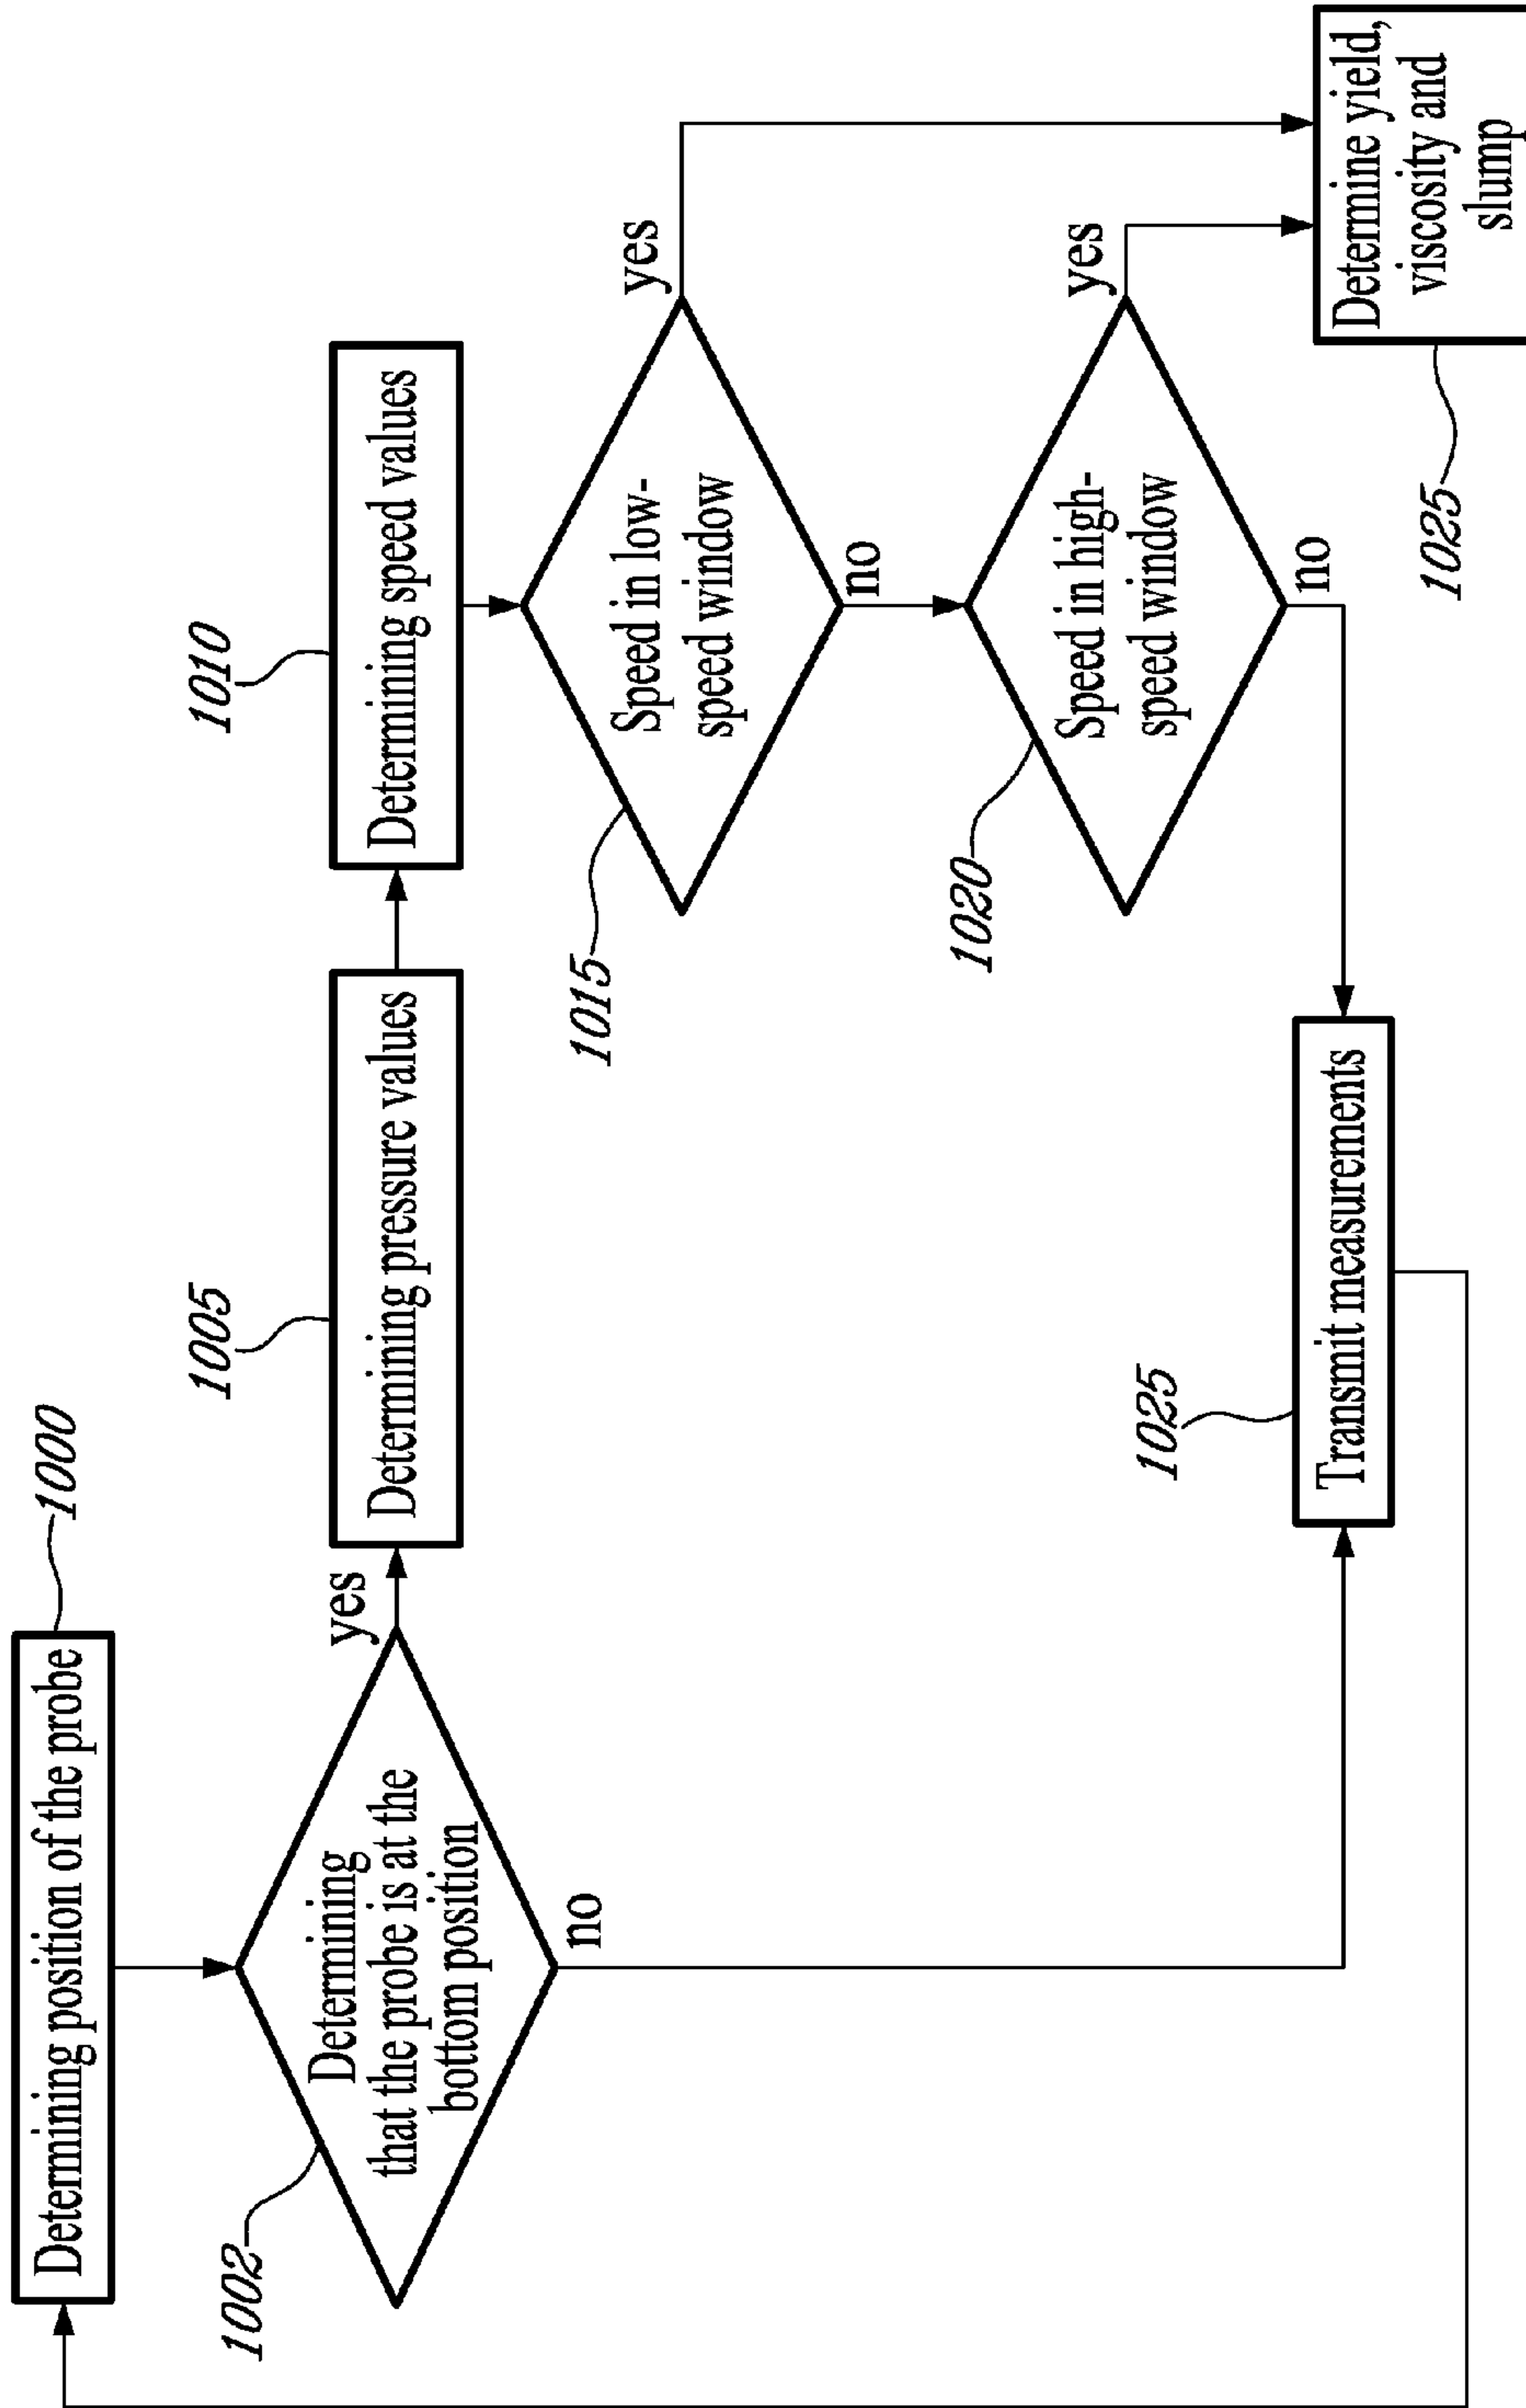 1000
Determining position of the probe
1002
Determining
that the probe is at the
bottom position
yes
no
1005
Determining pressure values
1010
Determining speed values
1015
Speed in low-
speed window
yes
no
1020
Speed in high-
speed window
yes
no
1025
Transmit measurements
1025
Determine yield,
viscosity and
slump